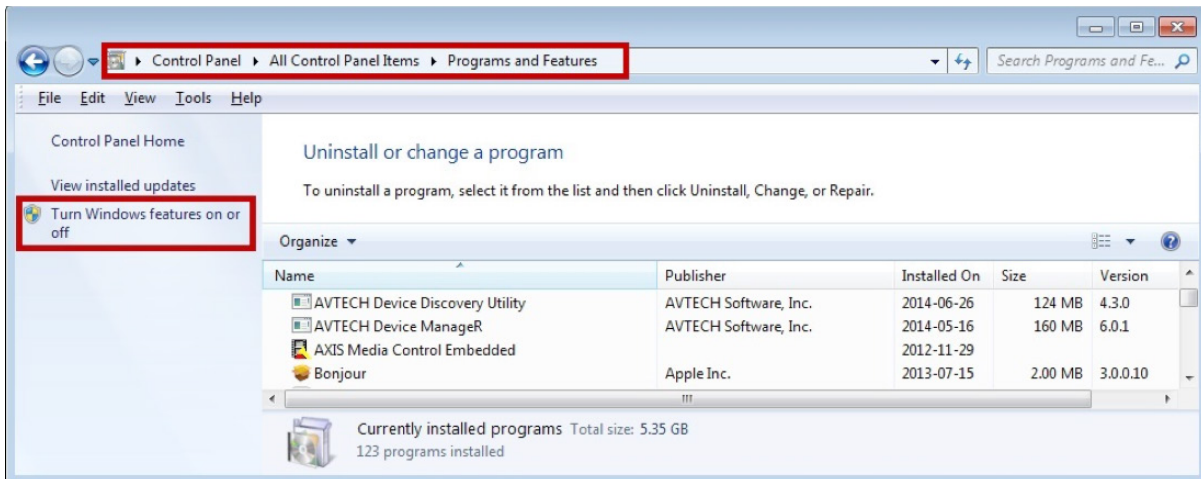 Control Panel ▸ All Control Panel Items ▸ Programs and Features
Search Programs and Fe...
File Edit View Tools Help
Control Panel Home
View installed updates
Turn Windows features on or
off
Uninstall or change a program
To uninstall a program, select it from the list and then click Uninstall, Change, or Repair.
Organize
Name Publisher Installed On Size Version
AVTECH Device Discovery Utility AVTECH Software, Inc. 2014-06-26 124 MB 4.3.0
AVTECH Device ManageR AVTECH Software, Inc. 2014-05-16 160 MB 6.0.1
AXIS Media Control Embedded 2012-11-29
Bonjour Apple Inc. 2013-07-15 2.00 MB 3.0.0.10
Currently installed programs Total size: 5.35 GB
123 programs installed